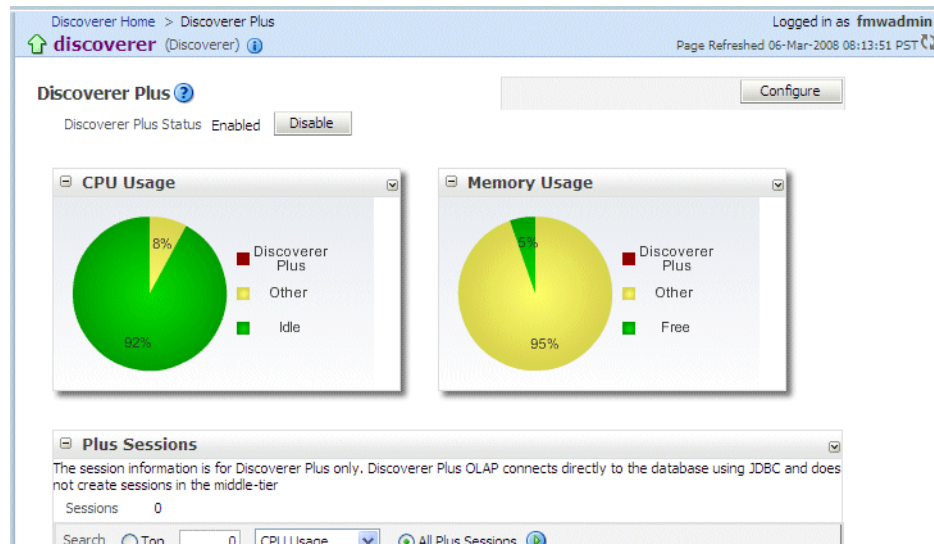 Discoverer Home > Discoverer Plus
Logged in as fmwadmin
discoverer (Discoverer)
Page Refreshed 06-Mar-2008 08:13:51 PST
Discoverer Plus
Configure
Discoverer Plus Status Enabled Disable
CPU Usage
8%
92%
Discoverer
Plus
Other
Idle
Memory Usage
5%
95%
Discoverer
Plus
Other
Free
Plus Sessions
The session information is for Discoverer Plus only. Discoverer Plus OLAP connects directly to the database using JDBC and does
not create sessions in the middle-tier
Sessions 0
Search Top 0 CPU Usage All Plus Sessions